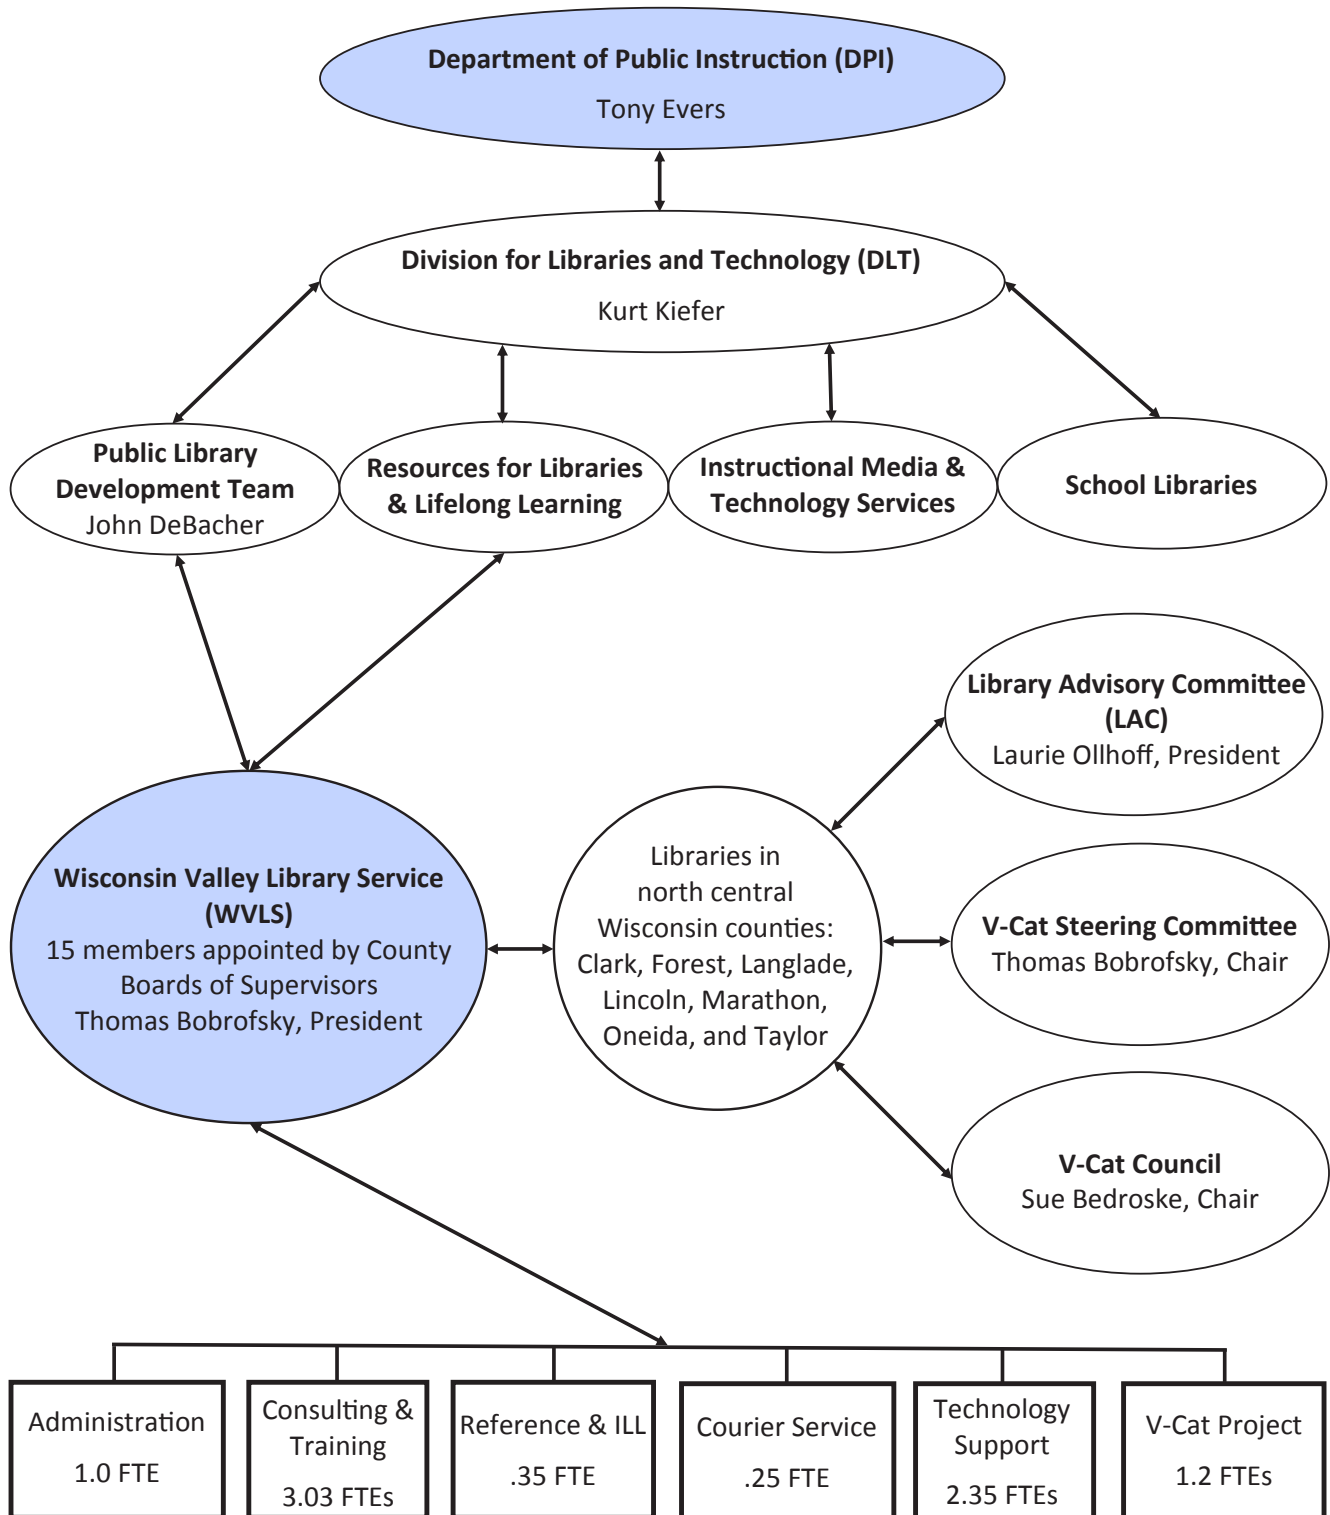 Department of Public Instruction (DPI)
Tony Evers
Division for Libraries and Technology (DLT)
Kurt Kiefer
Public Library
Development Team
John DeBacher
Resources for Libraries
& Lifelong Learning
Instructional Media &
Technology Services
School Libraries
Library Advisory Committee
(LAC)
Laurie Ollhoff, President
Wisconsin Valley Library Service
(WVLS)
15 members appointed by County
Boards of Supervisors
Thomas Bobrofsky, President
Libraries in
north central
Wisconsin counties:
Clark, Forest, Langlade,
Lincoln, Marathon,
Oneida, and Taylor
V-Cat Steering Committee
Thomas Bobrofsky, Chair
V-Cat Council
Sue Bedroske, Chair
Administration
1.0 FTE
Consulting &
Training
3.03 FTEs
Reference & ILL
.35 FTE
Courier Service
.25 FTE
Technology
Support
2.35 FTEs
V-Cat Project
1.2 FTEs